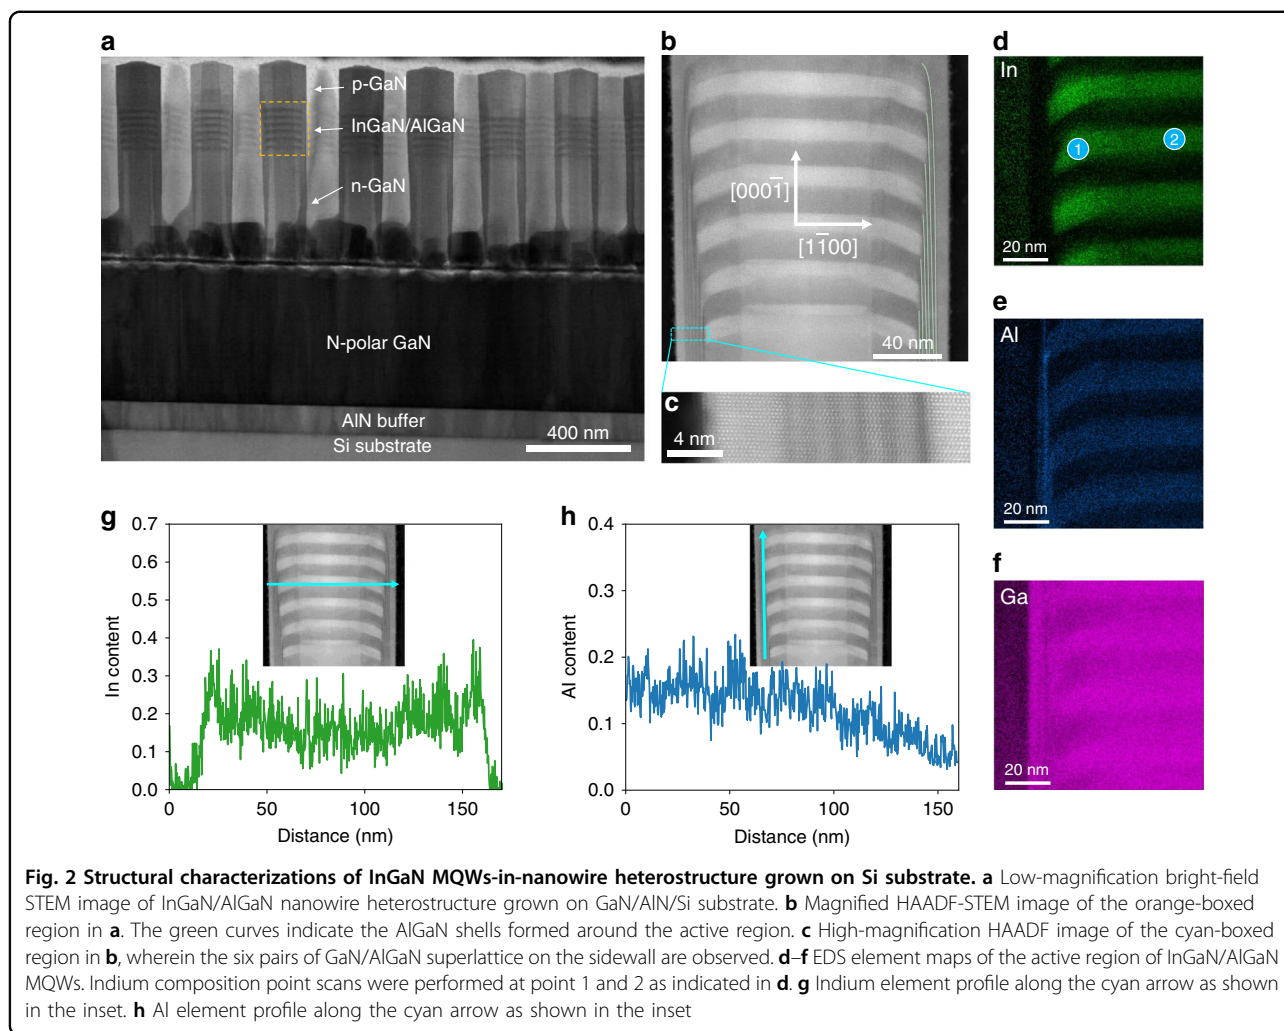 a
p-GaN
InGaN/AlGaN
n-GaN
N-polar GaN
AlN buffer
Si substrate
400 nm
b
[0001̅]
[11̅00]
40 nm
c
4 nm
d
In
1
2
20 nm
e
Al
20 nm
f
Ga
20 nm
g
0.7
0.6
0.5
0.4
0.3
0.2
0.1
0.0
In content
0 50 100 150
Distance (nm)
h
0.4
0.3
0.2
0.1
0.0
Al content
0 50 100 150
Distance (nm)
Fig. 2 Structural characterizations of InGaN MQWs-in-nanowire heterostructure grown on Si substrate. a Low-magnification bright-field
STEM image of InGaN/AlGaN nanowire heterostructure grown on GaN/AlN/Si substrate. b Magnified HAADF-STEM image of the orange-boxed
region in a. The green curves indicate the AlGaN shells formed around the active region. c High-magnification HAADF image of the cyan-boxed
region in b, wherein the six pairs of GaN/AlGaN superlattice on the sidewall are observed. d–f EDS element maps of the active region of InGaN/AlGaN
MQWs. Indium composition point scans were performed at point 1 and 2 as indicated in d. g Indium element profile along the cyan arrow as shown
in the inset. h Al element profile along the cyan arrow as shown in the inset